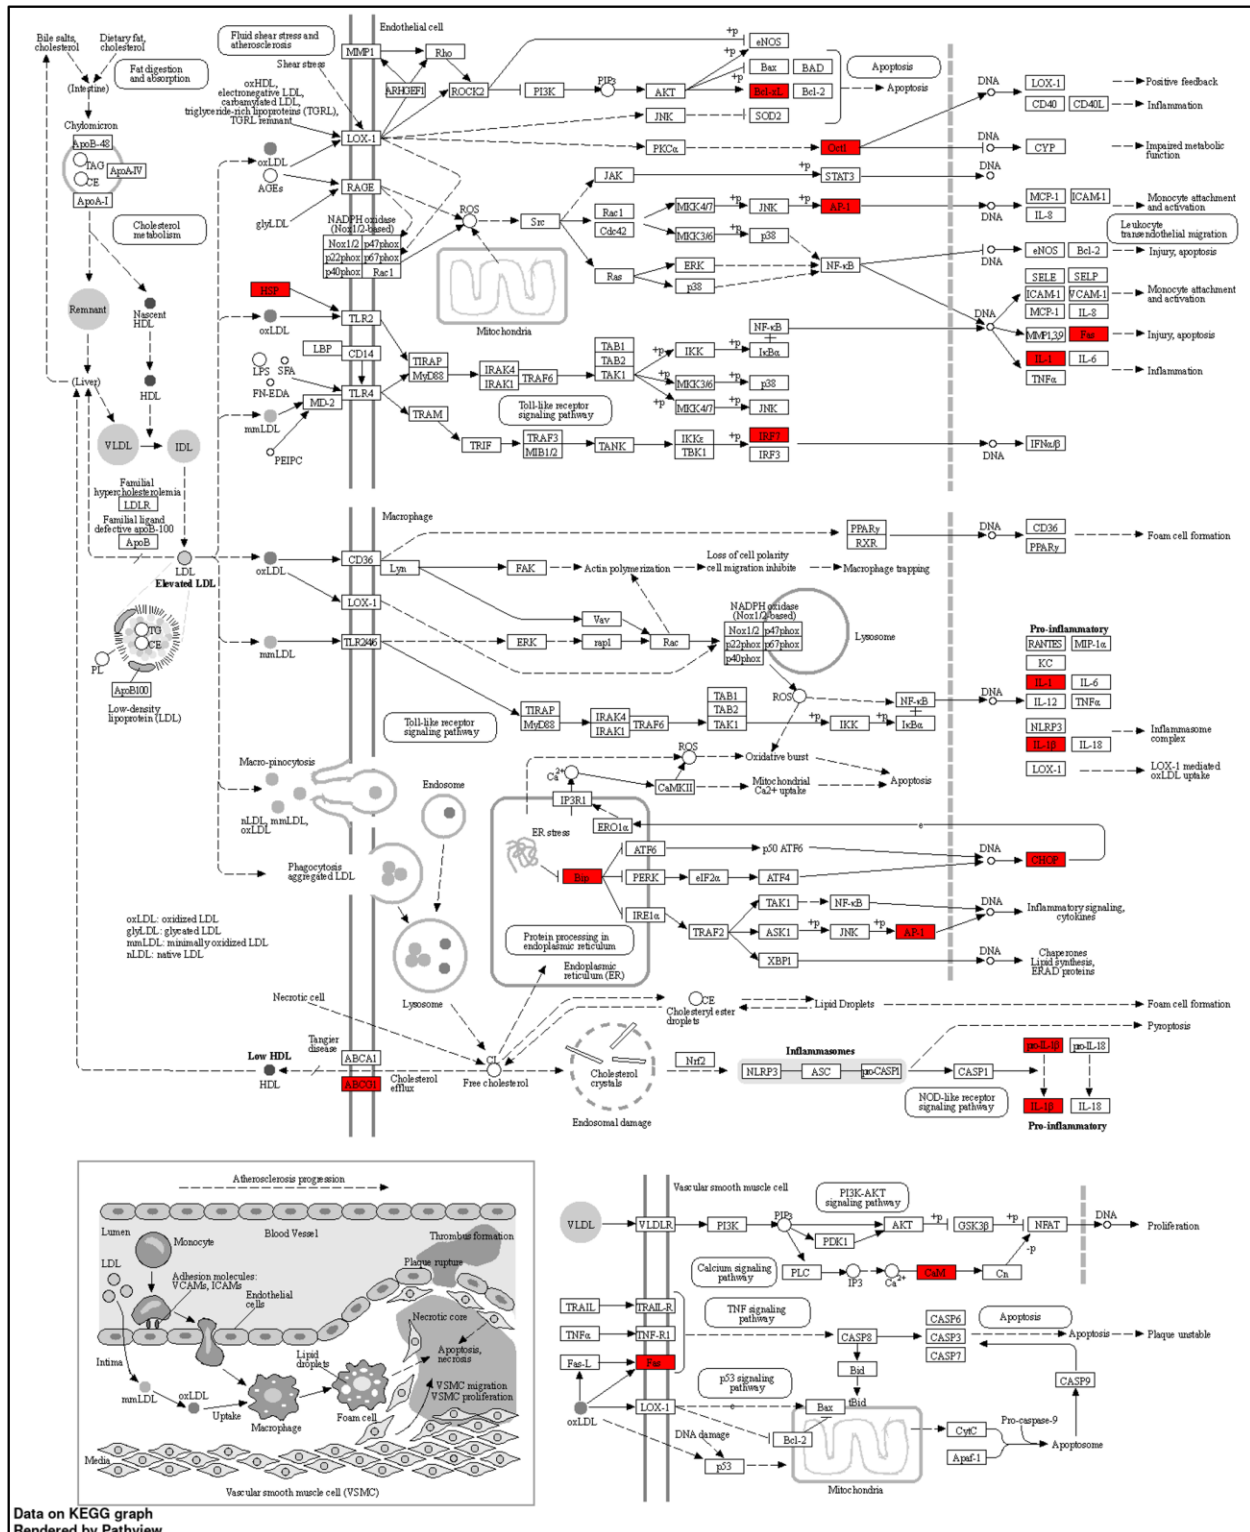 Bile salts,
cholesterol
Dietary fat,
cholesterol
Fat digestion
and absorption
(Intestine)
Chylomicron
ApoB-48
TAG
ApoA-IV
CE
ApoA-I
Cholesterol
metabolism
Remnant
Nascent
HDL
(Liver)
HDL
VLDL
IDL
Familial
hypercholesterolemia
LDLR
Familial ligand
defective apoB-100
ApoB
LDL
Elevated LDL
TG
CE
PL
ApoB100
Low-density
lipoprotein (LDL)
Fluid shear stress and
atherosclerosis
Shear stress
oxHDL,
electronegative LDL,
carbamylated LDL,
triglyceride-rich lipoproteins (TGRL),
TGRL remnant
oxLDL
AGEs
glyLDL
Endothelial cell
MMP1
Rho
ARHGEF1
ROCK2
PI3K
PIP3
AKT
+p
eNOS
+p
Bax
BAD
+p
Bcl-xL
Bcl-2
Apoptosis
Apoptosis
LOX-1
JNK
SOD2
PKCα
Oct1
DNA
LOX-1
Positive feedback
CD40
CD40L
Inflammation
DNA
CYP
Impaired metabolic
function
RAGE
NADPH oxidase
(Nox1/2-based)
Nox1/2
p47phox
p22phox
p67phox
p40phox
Rac1
ROS
Mitochondria
Src
JAK
STAT3
DNA
Rac1
Cdc42
MKK4/7
JNK
AP-1
DNA
MCP-1
ICAM-1
IL-8
Monocyte attachment
and activation
MKK3/6
p38
Leukocyte
transendothelial migration
Ras
ERK
p38
NF-κB
DNA
eNOS
Bcl-2
Injury, apoptosis
DNA
SELE
SELP
ICAM-1
VCAM-1
MCP-1
IL-8
Monocyte attachment
and activation
MMP1,3,9
Fas
Injury, apoptosis
IL-1
IL-6
TNFα
Inflammation
HSP
oxLDL
TLR2
LBP
CD14
LPS
SFA
FN-EDA
MD-2
TLR4
mmLDL
PEIPC
TIRAP
MyD88
IRAK4
IRAK1
TRAF6
TAB1
TAB2
TAK1
+p
IKK
+p
NF-κB
IκBα
+p
MKK3/6
+p
p38
+p
MKK4/7
+p
JNK
Toll-like receptor
signaling pathway
TRAM
TRIF
TRAF3
MIB1/2
TANK
IKKε
TBK1
+p
IRF7
IRF3
DNA
IFNα/β
Macrophage
oxLDL
CD36
Lyn
LOX-1
FAK
Actin polymerization
Loss of cell polarity
cell migration inhibite
Macrophage trapping
PPARγ
RXR
DNA
CD36
PPARγ
Foam cell formation
Vav
mmLDL
TLR2/4/6
ERK
rap1
Rac
NADPH oxidase
(Nox1/2-based)
Nox1/2
p47phox
p22phox
p67phox
p40phox
Lysosome
ROS
TIRAP
MyD88
IRAK4
IRAK1
TRAF6
TAB1
TAB2
TAK1
+p
IKK
+p
NF-κB
IκBα
DNA
Toll-like receptor
signaling pathway
Pro-inflammatory
RANTES
MIP-1α
KC
IL-1
IL-6
IL-12
TNFα
NLRP3
IL-1β
IL-18
Inflammasome
complex
LOX-1
LOX-1 mediated
oxLDL uptake
Macro-pinocytosis
nLDL, mmLDL,
oxLDL
Endosome
Phagocytosis
aggregated LDL
Lysosome
oxLDL: oxidized LDL
glyLDL: glycated LDL
mmLDL: minimally oxidized LDL
nLDL: native LDL
ROS
Oxidative burst
Ca2+
CaMKII
Mitochondrial
Ca2+ uptake
Apoptosis
IP3R1
ERO1α
e
ER stress
Bip
ATF6
p50 ATF6
DNA
CHOP
PERK
eIF2α
ATF4
IRE1α
TRAF2
TAK1
NF-κB
DNA
Inflammatory signaling,
cytokines
ASK1
+p
JNK
+p
AP-1
XBP1
DNA
Chaperones
Lipid synthesis,
ERAD proteins
Protein processing in
endoplasmic reticulum
Endoplasmic
reticulum (ER)
Necrotic cell
CE
Cholesteryl ester
droplets
Lipid Droplets
Foam cell formation
Pyroptosis
Tangier
disease
Low HDL
HDL
ABCA1
ABCG1
Cholesterol
efflux
CL
Free cholesterol
Cholesterol
crystals
Endosomal damage
Nrf2
Inflammasomes
NLRP3
ASC
pro-CASP1
CASP1
NOD-like receptor
signaling pathway
pro-IL-1β
pro-IL-18
IL-1β
IL-18
Pro-inflammatory
Atherosclerosis progression
Lumen
Monocyte
Blood Vessel
Thrombus formation
LDL
Plaque rupture
Adhesion molecules:
VCAMs, ICAMs
Endothelial
cells
Necrotic core
Intima
Lipid
droplets
Apoptosis,
necrosis
mmLDL
oxLDL
Uptake
Macrophage
Foam cell
VSMC migration
VSMC proliferation
Media
Vascular smooth muscle cell (VSMC)
Vascular smooth muscle cell
VLDL
VLDLR
PI3K
PIP3
PDK1
AKT
+p
GSK3β
+p
NFAT
DNA
Proliferation
PI3K-AKT
signaling pathway
Calcium signaling
pathway
PLC
IP3
Ca2+
CaM
Cn
-p
TRAIL
TRAIL-R
TNFα
TNF-R1
Fas-L
Fas
TNF signaling
pathway
CASP8
CASP6
CASP3
CASP7
Apoptosis
Apoptosis
Plaque unstable
p53 signaling
pathway
Bid
tBid
oxLDL
LOX-1
e
Bax
Bcl-2
DNA damage
p53
Mitochondria
CytC
Apaf-1
Pro-caspase-9
Apoptosome
CASP9
Data on KEGG graph
Rendered by Pathview